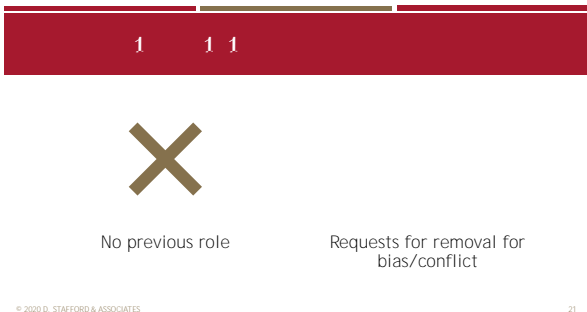 1 1 1
No previous role
Requests for removal for
bias/conflict
© 2020 D. STAFFORD & ASSOCIATES
21